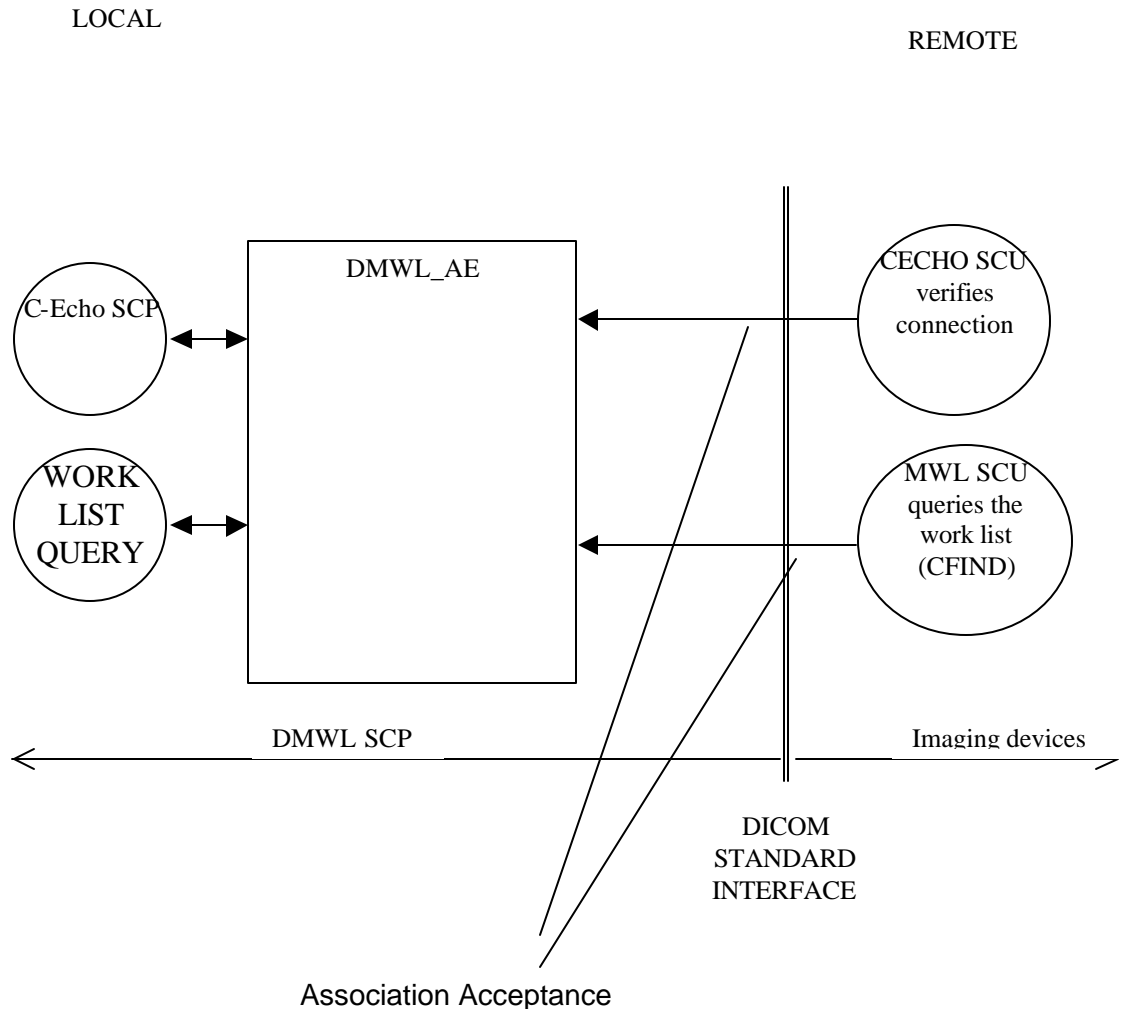 LOCAL
REMOTE
DMWL_AE
CECHO SCU
verifies
connection
C-Echo SCP
WORK
LIST
QUERY
MWL SCU
queries the
work list
(CFIND)
DMWL SCP
Imaging devices
DICOM
STANDARD
INTERFACE
Association Acceptance